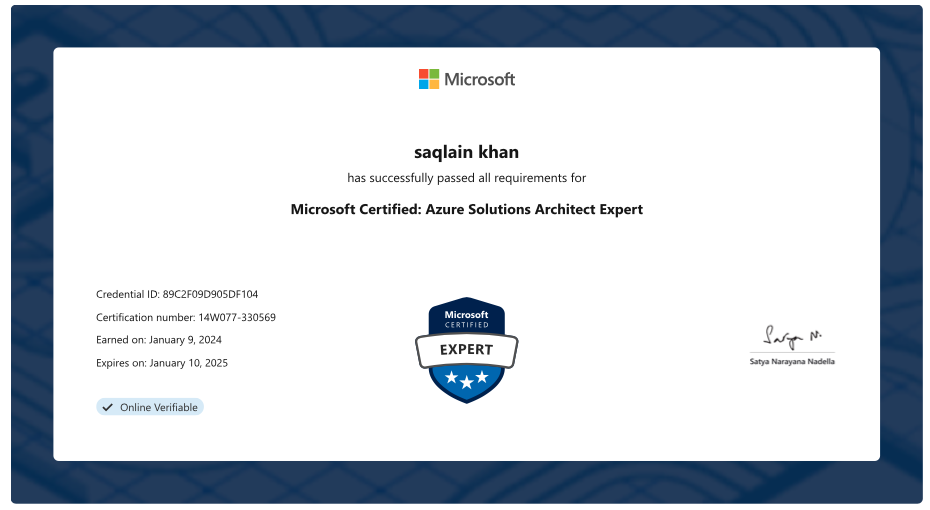 Microsoft
saqlain khan
has successfully passed all requirements for
Microsoft Certified: Azure Solutions Architect Expert
Credential ID: 89C2F09D905DF104
Certification number: 14W077-330569
Earned on: January 9, 2024
Expires on: January 10, 2025
Online Verifiable
Microsoft
CERTIFIED
EXPERT
Satya N.
Satya Narayana Nadella